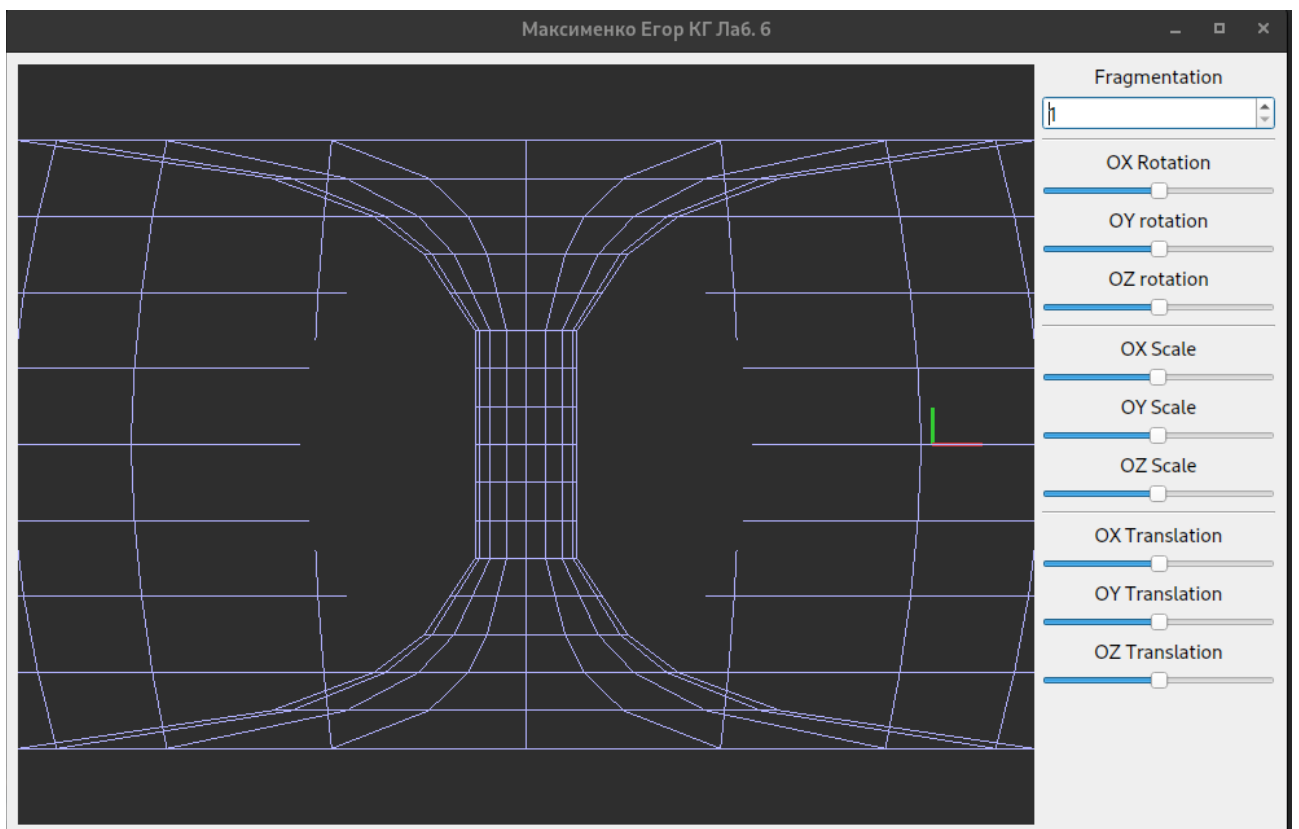 Максименко Егор КГ Лаб. 6
Fragmentation
1
OX Rotation
OY rotation
OZ rotation
OX Scale
OY Scale
OZ Scale
OX Translation
OY Translation
OZ Translation